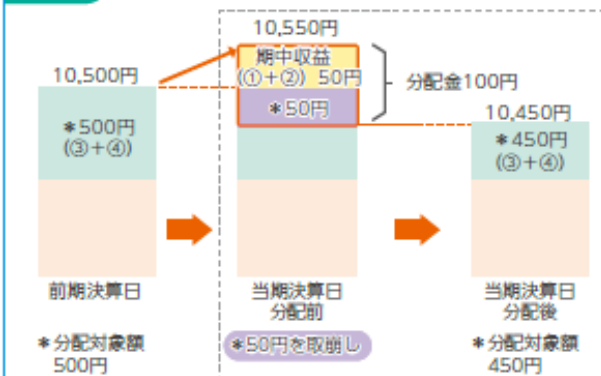 10,550円
10,500円
期中収益
(①+②) 50円
*50円
分配金100円
*500円
(③+④)
10,450円
*450円
(③+④)
前期決算日
当期決算日
分配前
当期決算日
分配後
*分配対象額
500円
*50円を取崩し
*分配対象額
450円